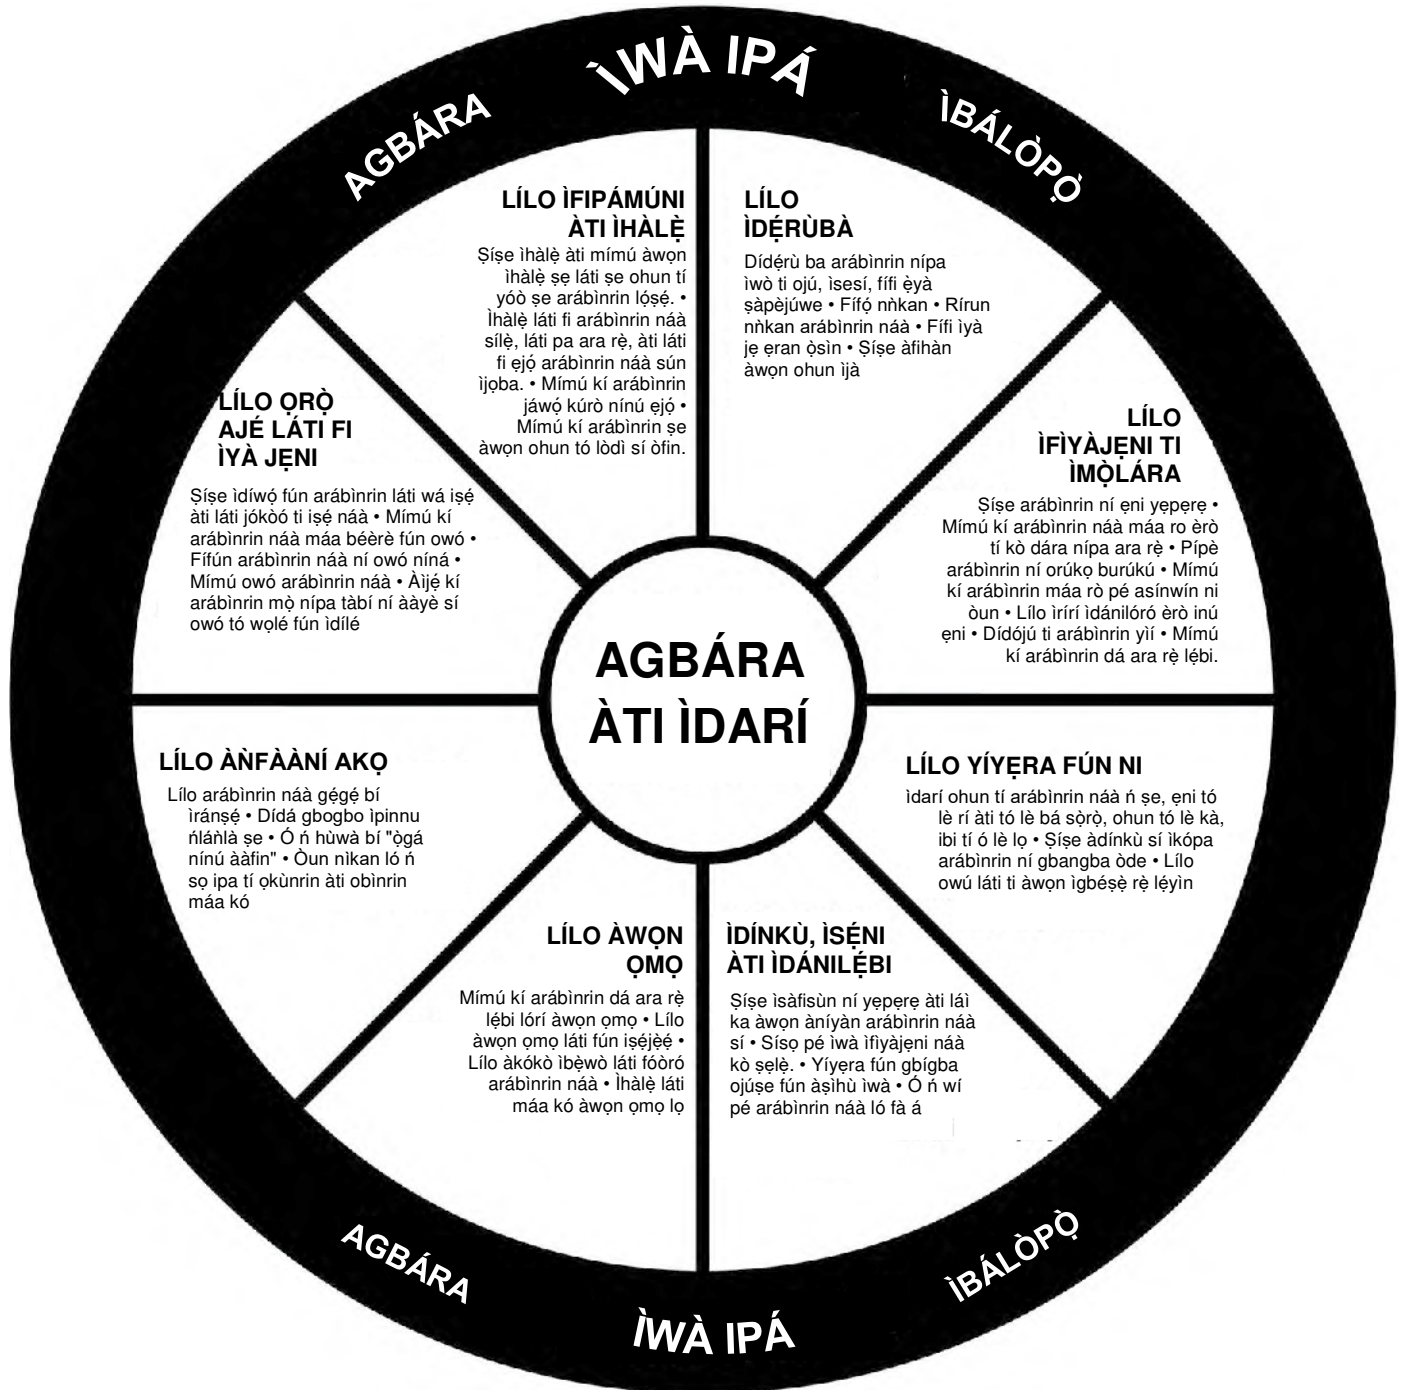 ÌWÀ IPÁ
AGBÁRA
ÌBÁLÒPỌ̀
LÍLO ÌFIPÁMÚNI
ÀTI ÌHÀLẸ̀
Ṣíṣe ìhàlẹ̀ àti mímú àwọn
ìhàlẹ̀ ṣẹ láti ṣe ohun tí
yóò ṣe arábìnrin lọ́ṣẹ́. •
Ìhàlẹ̀ láti fi arábìnrin náà
sílẹ̀, láti pa ara rẹ̀, àti láti
fi ẹjọ́ arábìnrin náà sún
ìjọba. • Mímú kí arábìnrin
jáwọ́ kúrò nínú ẹjọ́ •
Mímú kí arábìnrin ṣe
àwọn ohun tó lòdì sí òfin.
LÍLO
ÌDẸ́RÙBÀ
Dídẹ́rù ba arábìnrin nípa
ìwò ti ojú, ìsesí, fífi ẹ̀yà
ṣàpèjúwe • Fífọ́ nǹkan • Rírun
nǹkan arábìnrin náà • Fífi ìyà
jẹ ẹran ọ̀sìn • Ṣíṣe àfihàn
àwọn ohun ìjà
LÍLO ỌRỌ̀
AJÉ LÁTI FI
ÌYÀ JẸNI
Ṣíṣe ìdíwọ́ fún arábìnrin láti wá iṣẹ́
àti láti jókòó ti iṣẹ́ náà • Mímú kí
arábìnrin náà máa béèrè fún owó •
Fífún arábìnrin náà ní owó níná •
Mímú owó arábìnrin náà • Àìjẹ́ kí
arábìnrin mọ̀ nípa tàbí ní ààyè sí
owó tó wọlé fún ìdílé
LÍLO
ÌFÌYÀJẸNI TI
ÌMỌ̀LÁRA
Ṣíṣe arábìnrin ní ẹni yẹpẹrẹ •
Mímú kí arábìnrin náà máa ro èrò
tí kò dára nípa ara rẹ̀ • Pípè
arábìnrin ní orúkọ burúkú • Mímú
kí arábìnrin máa rò pé asínwín ni
òun • Lílo ìrírí ìdánilóró èrò inú
ẹni • Dídójú ti arábìnrin yìí • Mímú
kí arábìnrin dá ara rẹ̀ lẹ́bi.
AGBÁRA
ÀTI ÌDARÍ
LÍLO ÀǸFÀÀNÍ AKỌ
Lílo arábìnrin náà gẹ́gẹ́ bí
ìránṣẹ́ • Dídá gbogbo ìpinnu
ńláńlà ṣe • Ó ń hùwà bí "ọ̀gá
nínú ààfin" • Òun nìkan ló ń
sọ ipa tí ọkùnrin àti obìnrin
máa kó
LÍLO YÍYẸRA FÚN NI
ìdarí ohun tí arábìnrin náà ń ṣe, ẹni tó
lè rí àti tó lè bá sọ̀rọ̀, ohun tó lè kà,
ibi tí ó lè lọ • Ṣíṣe àdínkù sí ìkópa
arábìnrin ní gbangba òde • Lílo
owú láti ti àwọn ìgbésẹ̀ rẹ̀ lẹ́yìn
LÍLO ÀWỌN
ỌMỌ
Mímú kí arábìnrin dá ara rẹ̀
lẹ́bi lórí àwọn ọmọ • Lílo
àwọn ọmọ láti fún iṣẹ́jẹ̀ẹ́ •
Lílo àkókò ìbẹ̀wò láti fóòró
arábìnrin náà • Ìhàlẹ̀ láti
máa kó àwọn ọmọ lọ
ÌDÍNKÙ, ÌSẸ́NI
ÀTI ÌDÁNILẸ́BI
Ṣíṣe ìsàfisùn ní yẹpẹrẹ àti láì
ka àwọn àníyàn arábìnrin náà
sí • Sísọ pé ìwà ìfìyàjẹni náà
kò ṣẹlẹ̀. • Yíyẹra fún gbígba
ojúṣe fún àṣìhù ìwà • Ó ń wí
pé arábìnrin náà ló fà á
AGBÁRA
ÌBÁLÒPỌ̀
ÌWÀ IPÁ